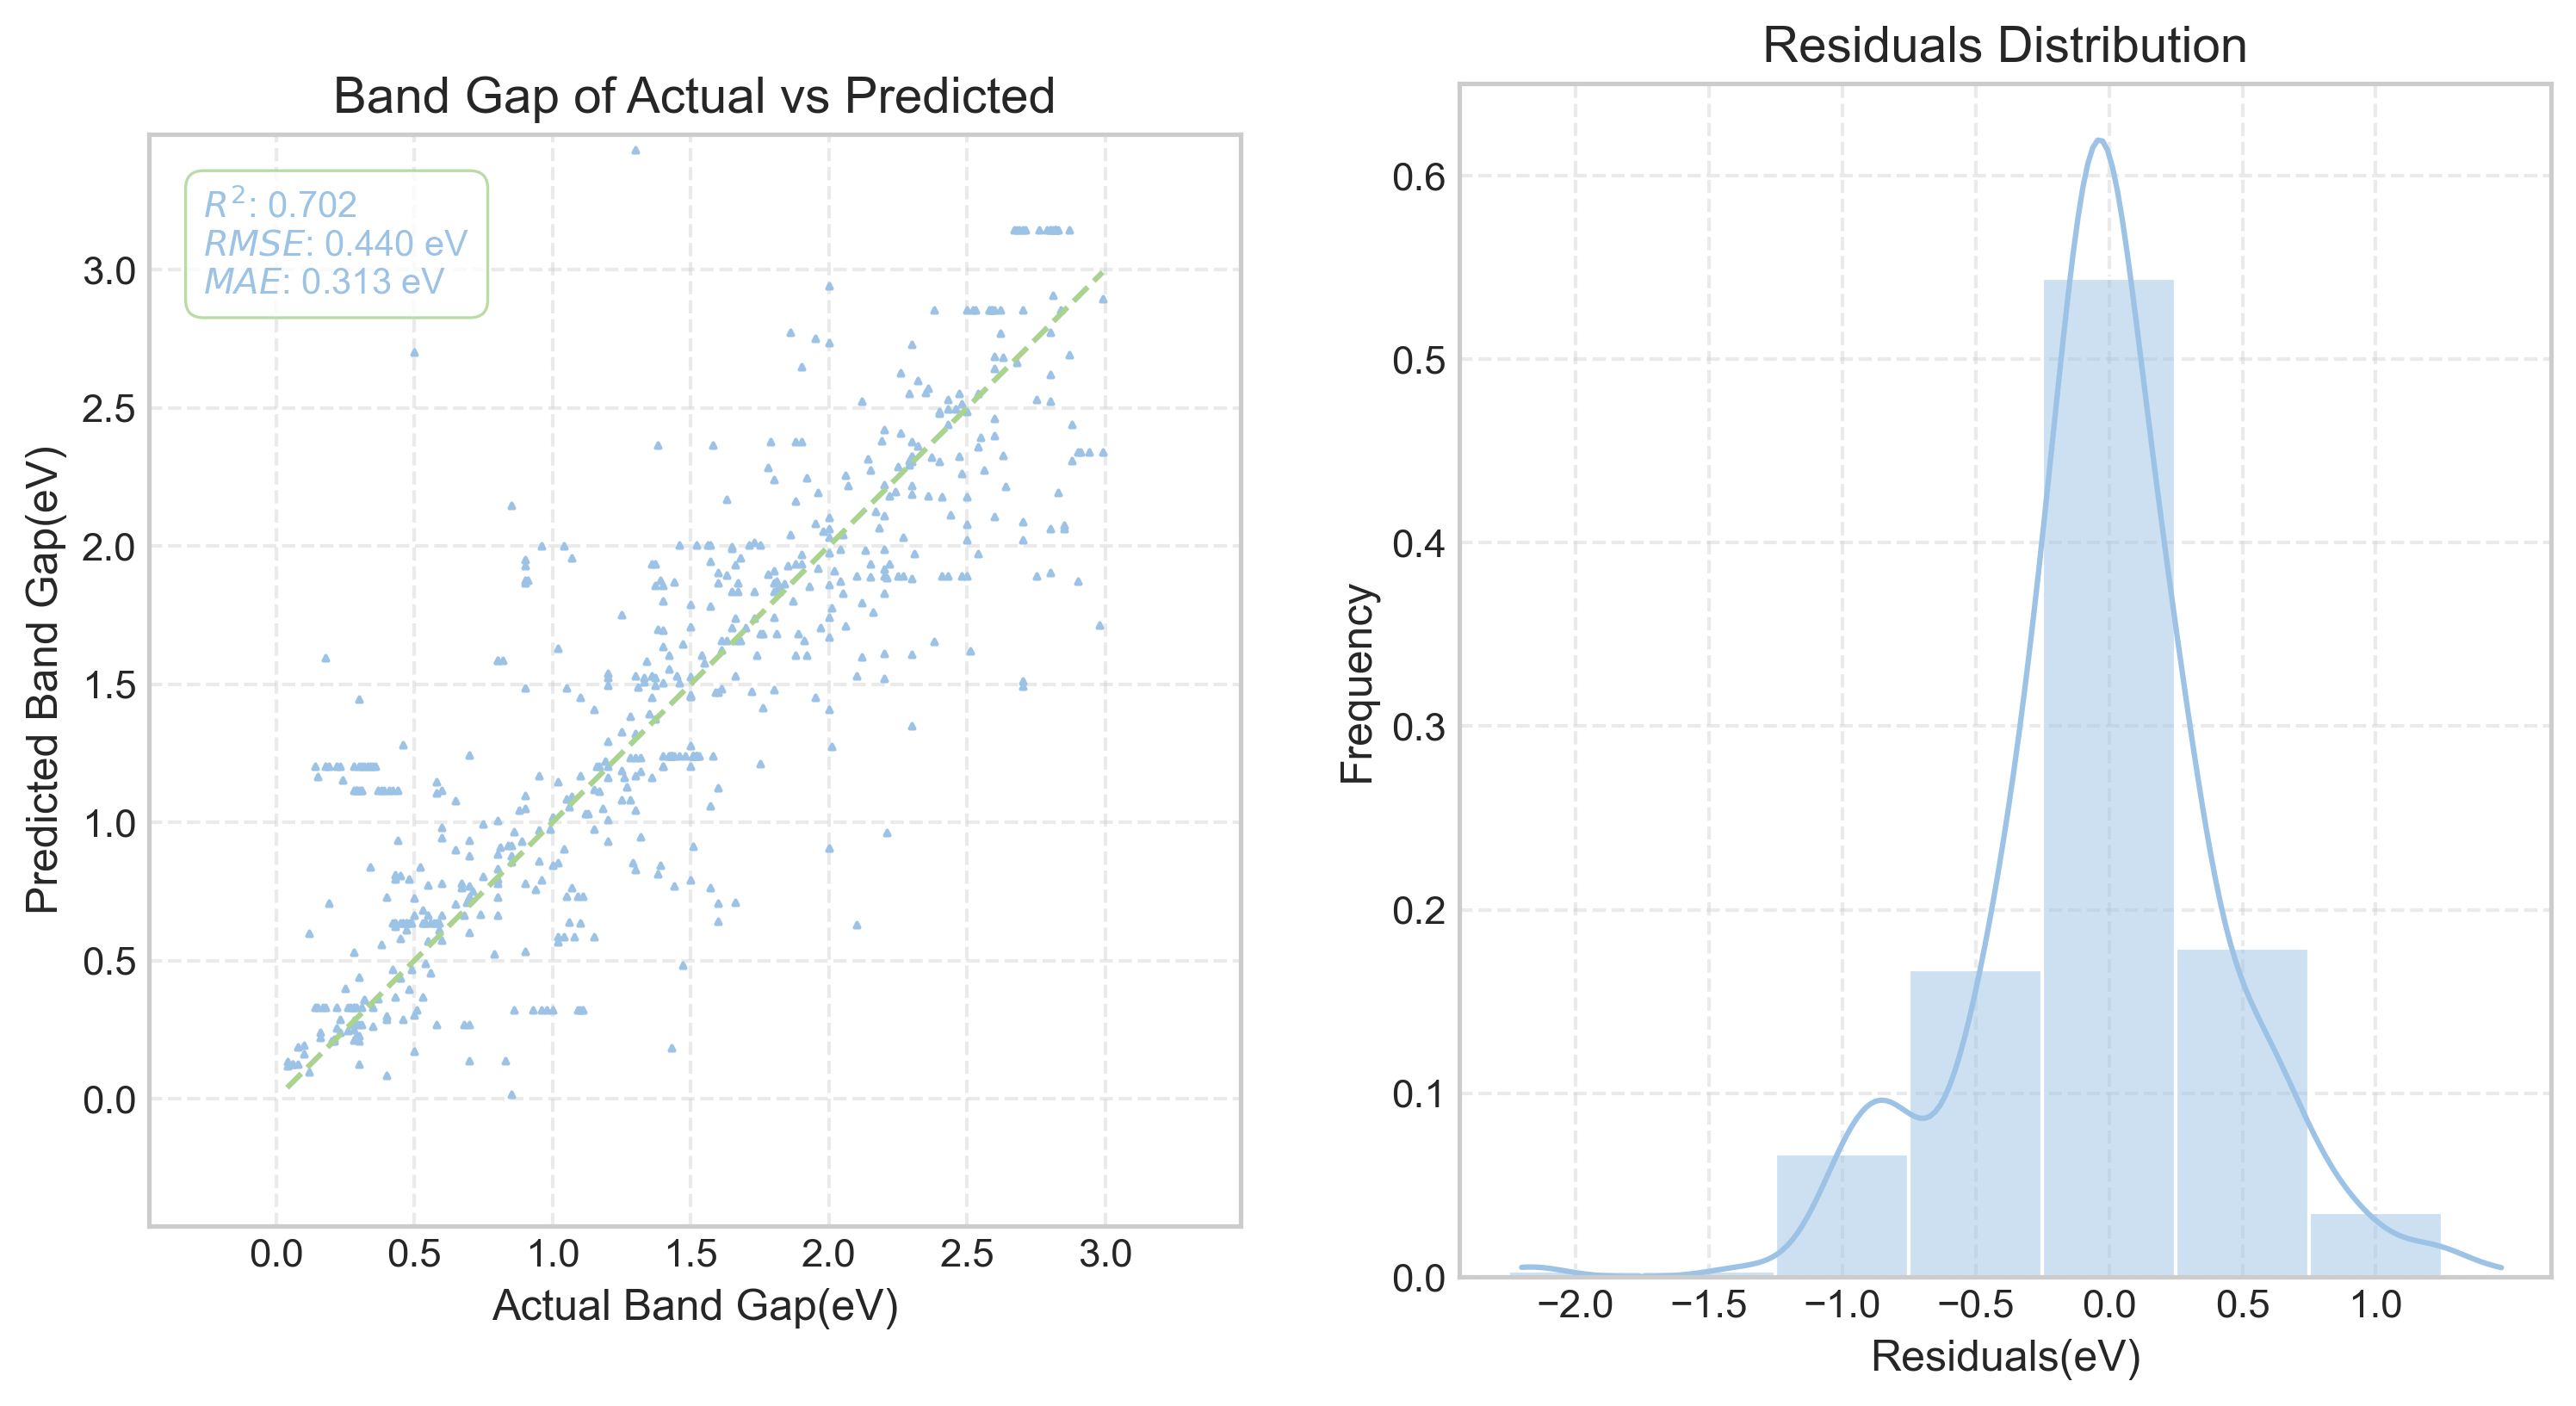 Band Gap of Actual vs Predicted
R²: 0.702
RMSE: 0.440 eV
MAE: 0.313 eV
3.0
2.5
2.0
1.5
1.0
0.5
0.0
Predicted Band Gap(eV)
0.0 0.5 1.0 1.5 2.0 2.5 3.0
Actual Band Gap(eV)
Residuals Distribution
0.6
0.5
0.4
0.3
0.2
0.1
0.0
Frequency
−2.0 −1.5 −1.0 −0.5 0.0 0.5 1.0
Residuals(eV)